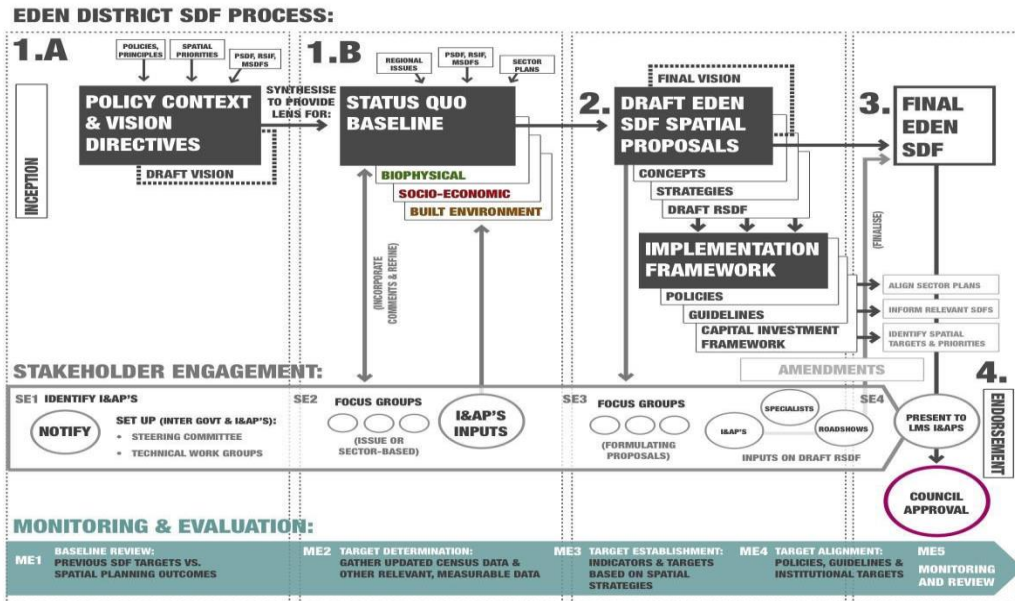 EDEN DISTRICT SDF PROCESS:
1.A
POLICIES,
PRINCIPLES
SPATIAL
PRIORITIES
PSDF, RSIF,
MSDFS
POLICY CONTEXT
& VISION
DIRECTIVES
DRAFT VISION
INCEPTION
SYNTHESISE
TO PROVIDE
LENS FOR:
1.B
REGIONAL
ISSUES
PSDF, RSIF,
MSDFS
SECTOR
PLANS
STATUS QUO
BASELINE
BIOPHYSICAL
SOCIO-ECONOMIC
BUILT ENVIRONMENT
(INCORPORATE
COMMENTS & REFINE)
2.
FINAL VISION
DRAFT EDEN
SDF SPATIAL
PROPOSALS
CONCEPTS
STRATEGIES
DRAFT RSDF
IMPLEMENTATION
FRAMEWORK
POLICIES
GUIDELINES
CAPITAL INVESTMENT
FRAMEWORK
3.
FINAL
EDEN
SDF
(FINALISE)
ALIGN SECTOR PLANS
INFORM RELEVANT SDFS
IDENTIFY SPATIAL
TARGETS & PRIORITIES
AMENDMENTS
STAKEHOLDER ENGAGEMENT:
SE1 IDENTIFY I&AP'S
NOTIFY
SET UP (INTER GOVT & I&AP'S):
• STEERING COMMITTEE
• TECHNICAL WORK GROUPS
SE2
FOCUS GROUPS
(ISSUE OR
SECTOR-BASED)
I&AP'S
INPUTS
SE3
FOCUS GROUPS
(FORMULATING
PROPOSALS)
I&AP'S
SPECIALISTS
ROADSHOWS
INPUTS ON DRAFT RSDF
SE4
PRESENT TO
LMS I&APS
4.
ENDORSEMENT
COUNCIL
APPROVAL
MONITORING & EVALUATION:
ME1
BASELINE REVIEW:
PREVIOUS SDF TARGETS VS.
SPATIAL PLANNING OUTCOMES
ME2
TARGET DETERMINATION:
GATHER UPDATED CENSUS DATA &
OTHER RELEVANT, MEASURABLE DATA
ME3
TARGET ESTABLISHMENT:
INDICATORS & TARGETS
BASED ON SPATIAL
STRATEGIES
ME4
TARGET ALIGNMENT:
POLICIES, GUIDELINES &
INSTITUTIONAL TARGETS
ME5
MONITORING
AND REVIEW